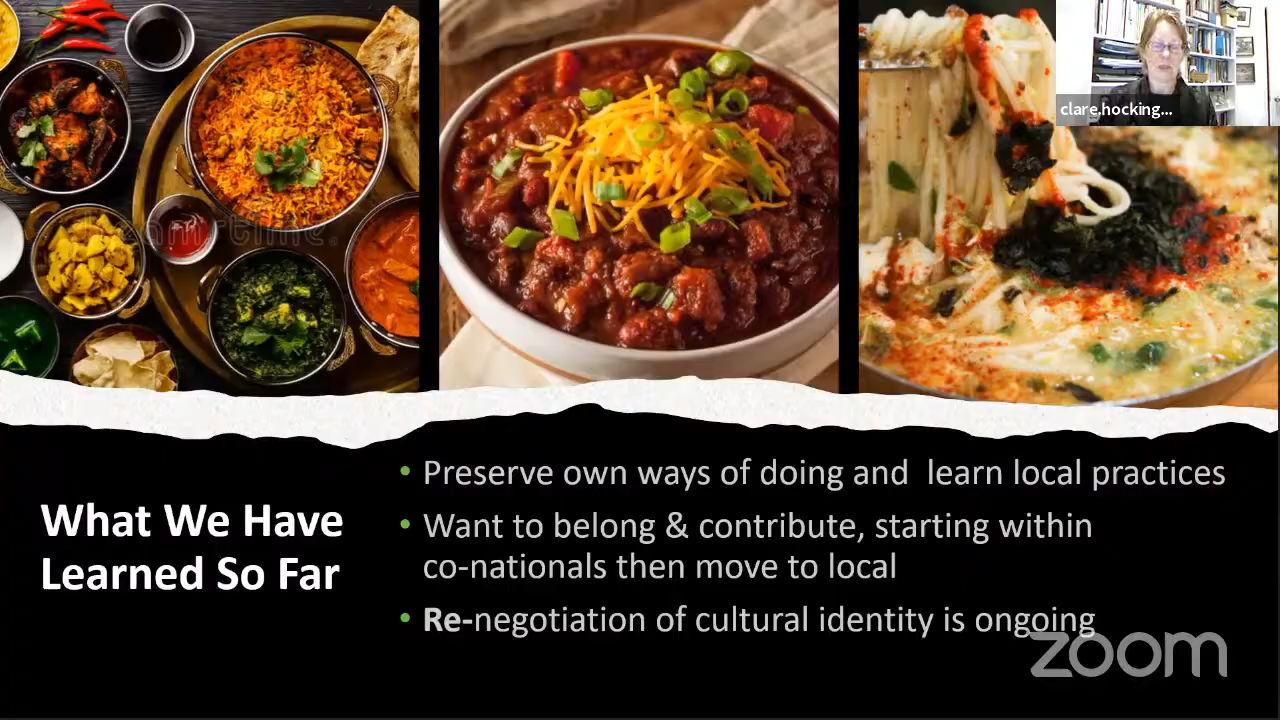 clare.hocking...
What We Have
Learned So Far
• Preserve own ways of doing and  learn local practices
• Want to belong & contribute, starting within
co-nationals then move to local
• Re-negotiation of cultural identity is ongoing
zoom